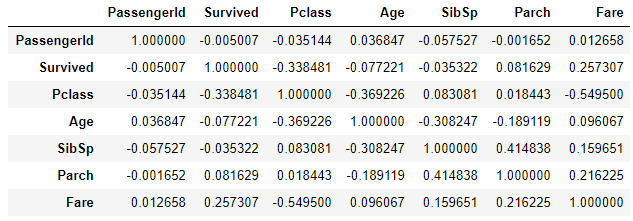 PassengerId Survived Pclass Age SibSp Parch Fare
PassengerId 1.000000 -0.005007 -0.035144 0.036847 -0.057527 -0.001652 0.012658
Survived -0.005007 1.000000 -0.338481 -0.077221 -0.035322 0.081629 0.257307
Pclass -0.035144 -0.338481 1.000000 -0.369226 0.083081 0.018443 -0.549500
Age 0.036847 -0.077221 -0.369226 1.000000 -0.308247 -0.189119 0.096067
SibSp -0.057527 -0.035322 0.083081 -0.308247 1.000000 0.414838 0.159651
Parch -0.001652 0.081629 0.018443 -0.189119 0.414838 1.000000 0.216225
Fare 0.012658 0.257307 -0.549500 0.096067 0.159651 0.216225 1.000000